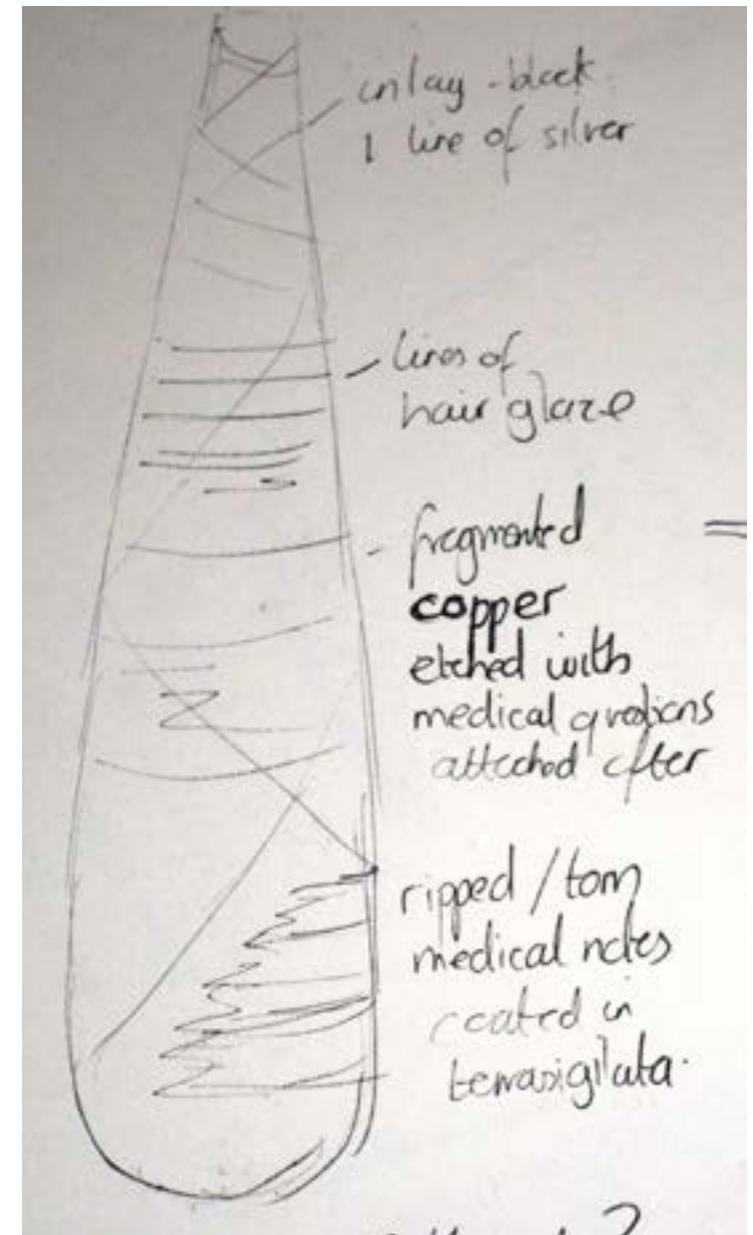 inlay - black
1 line of silver
lines of
hair glaze
fragmented
copper
etched with
medical
attached after
ripped / torn
medical notes
coated in
terrasigilata.
?